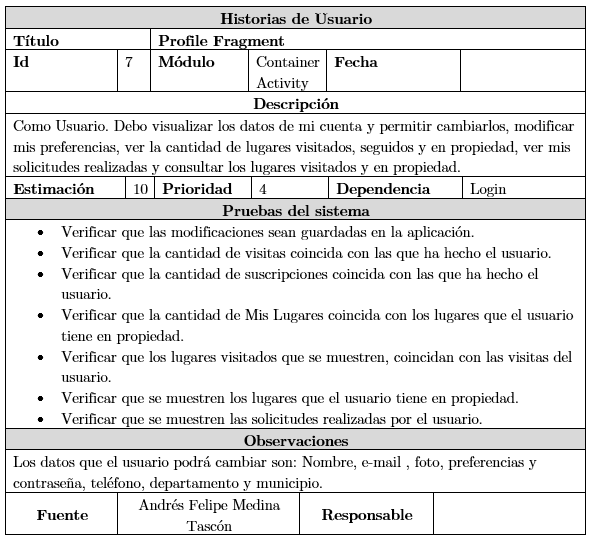 Historias de Usuario
Título Profile Fragment
Id 7 Módulo Container Activity Fecha
Descripción
Como Usuario. Debo visualizar los datos de mi cuenta y permitir cambiarlos, modificar
mis preferencias, ver la cantidad de lugares visitados, seguidos y en propiedad, ver mis
solicitudes realizadas y consultar los lugares visitados y en propiedad.
Estimación 10 Prioridad 4 Dependencia Login
Pruebas del sistema
• Verificar que las modificaciones sean guardadas en la aplicación.
• Verificar que la cantidad de visitas coincida con las que ha hecho el usuario.
• Verificar que la cantidad de suscripciones coincida con las que ha hecho el
usuario.
• Verificar que la cantidad de Mis Lugares coincida con los lugares que el usuario
tiene en propiedad.
• Verificar que los lugares visitados que se muestren, coincidan con las visitas del
usuario.
• Verificar que se muestren los lugares que el usuario tiene en propiedad.
• Verificar que se muestren las solicitudes realizadas por el usuario.
Observaciones
Los datos que el usuario podrá cambiar son: Nombre, e-mail , foto, preferencias y
contraseña, teléfono, departamento y municipio.
Fuente Andrés Felipe Medina Tascón Responsable